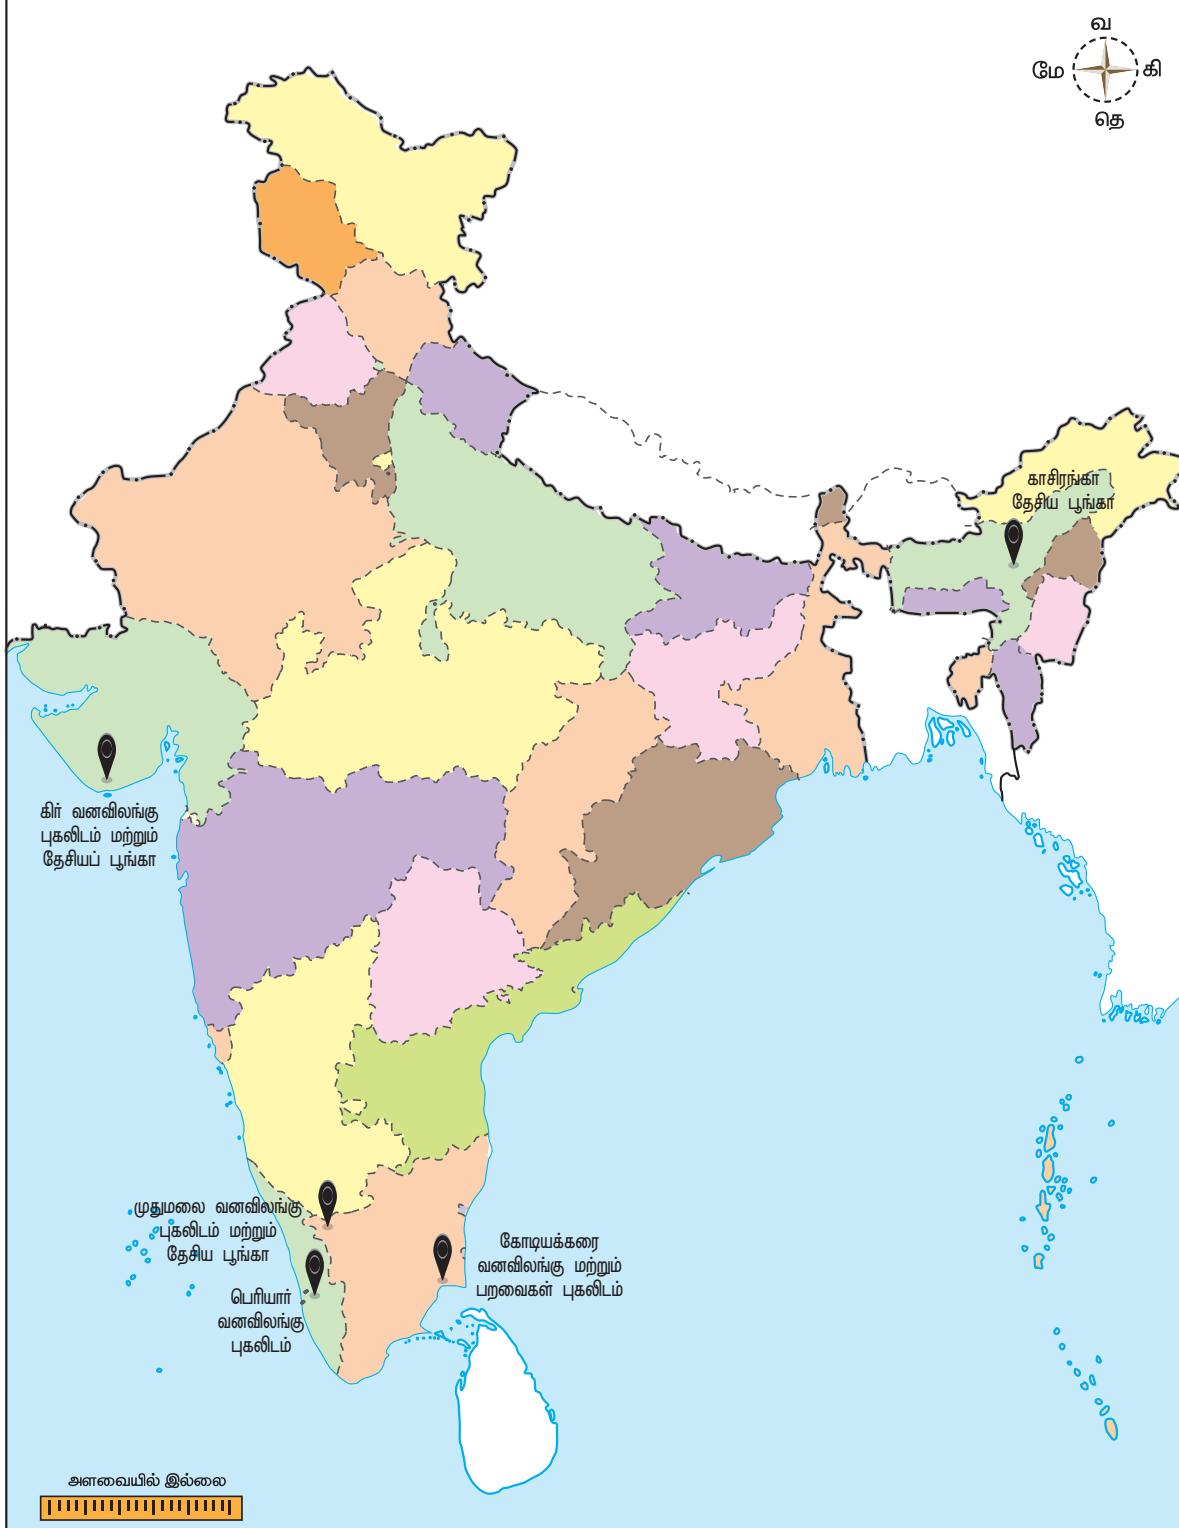 வ
மே
கி
தெ
காசிரங்கா
தேசிய பூங்கா
கிர் வனவிலங்கு
புகலிடம் மற்றும்
தேசியப் பூங்கா
முதுமலை வனவிலங்கு
புகலிடம் மற்றும்
தேசிய பூங்கா
கோடியக்கரை
வனவிலங்கு மற்றும்
பறவைகள் புகலிடம்
பெரியார்
வனவிலங்கு
புகலிடம்
அளவையில் இல்லை